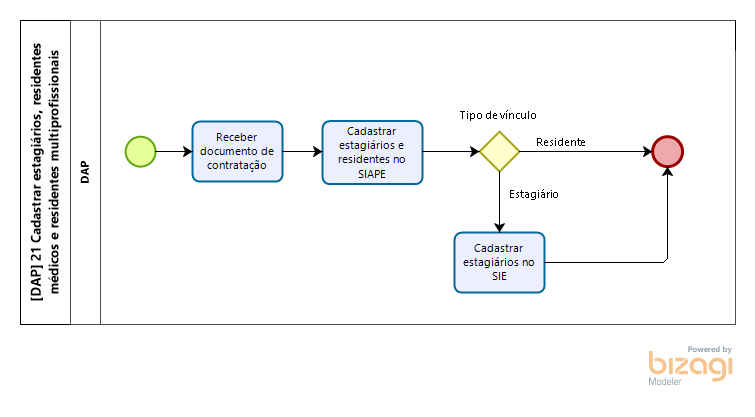 [DAP] 21 Cadastrar estagiários, residentes
médicos e residentes multiprofissionais
DAP
Receber
documento de
contratação
Cadastrar
estagiários e
residentes no
SIAPE
Tipo de vínculo
Residente
Estagiário
Cadastrar
estagiários no
SIE
Powered by
bizagi
Modeler